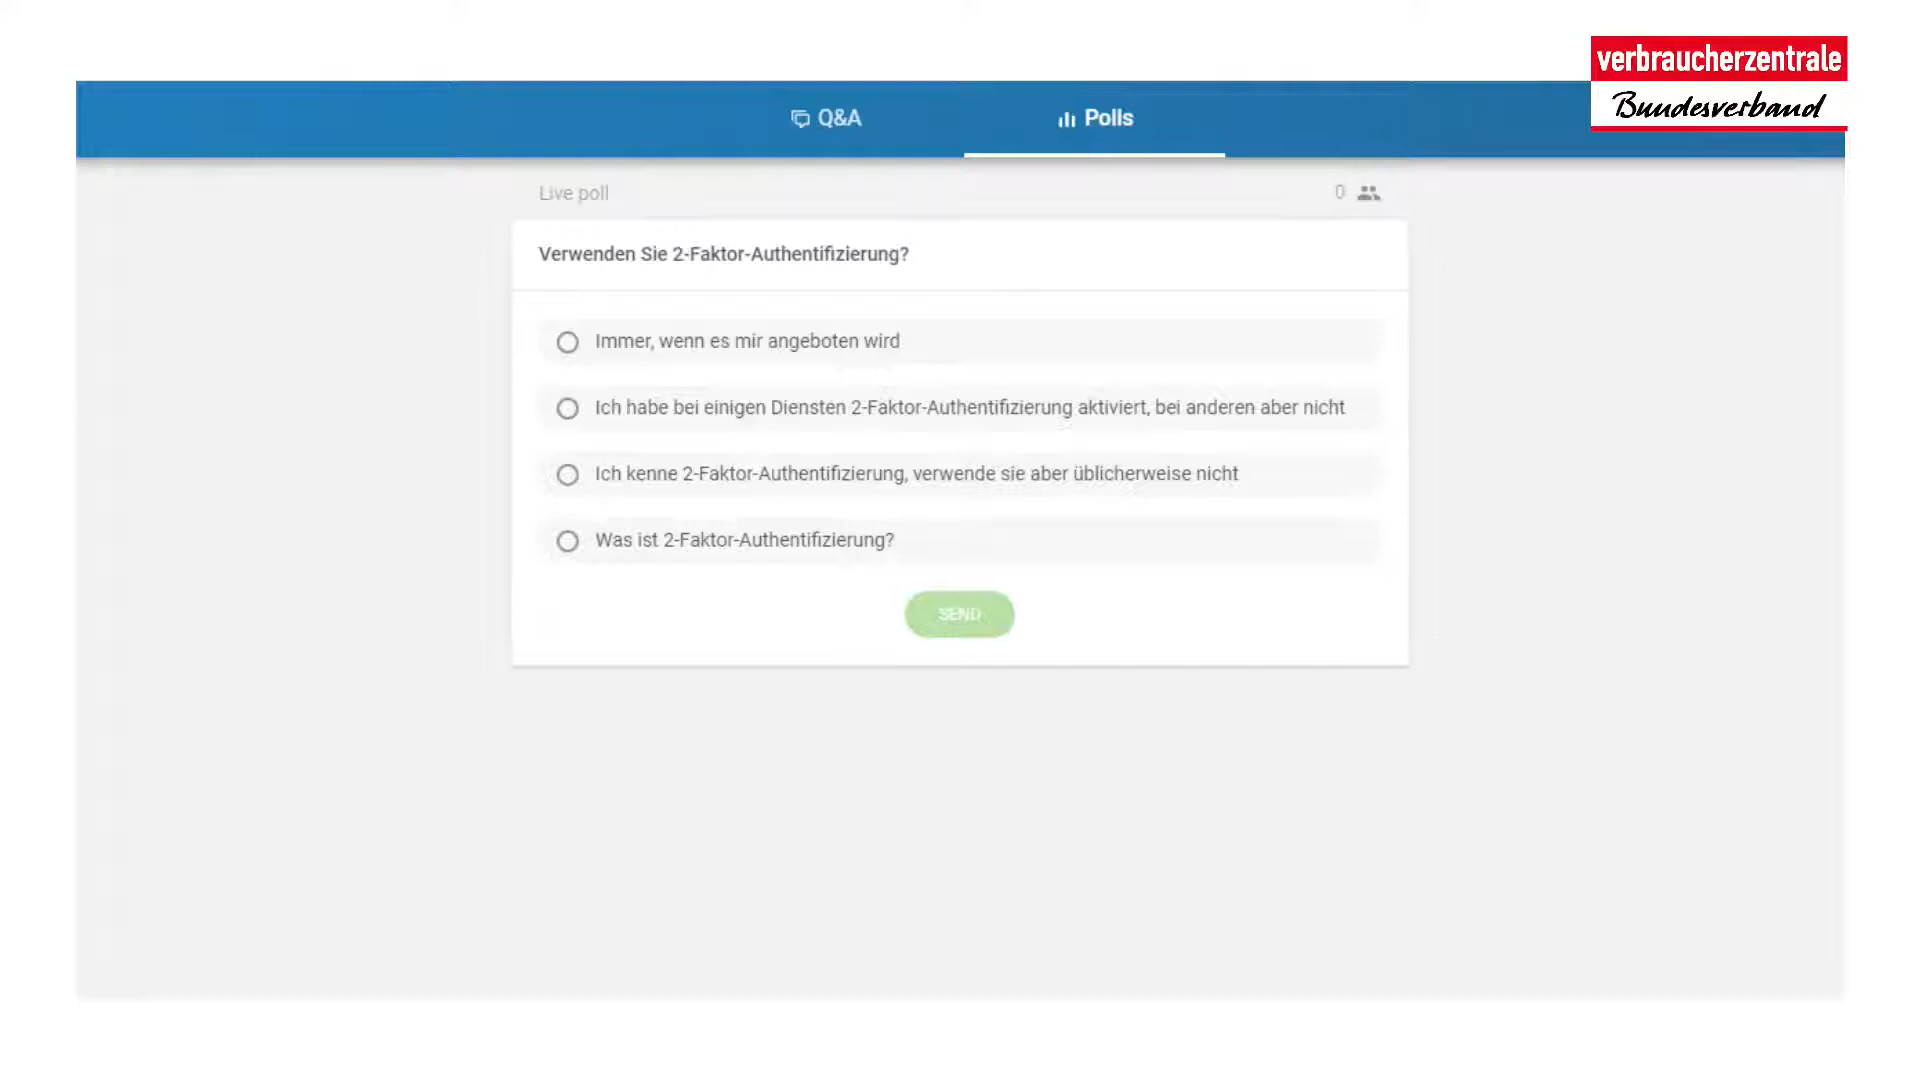 verbraucherzentrale
Bundesverband
Q&A
Polls
Live poll
0
Verwenden Sie 2-Faktor-Authentifizierung?
Immer, wenn es mir angeboten wird
Ich habe bei einigen Diensten 2-Faktor-Authentifizierung aktiviert, bei anderen aber nicht
Ich kenne 2-Faktor-Authentifizierung, verwende sie aber üblicherweise nicht
Was ist 2-Faktor-Authentifizierung?
SEND